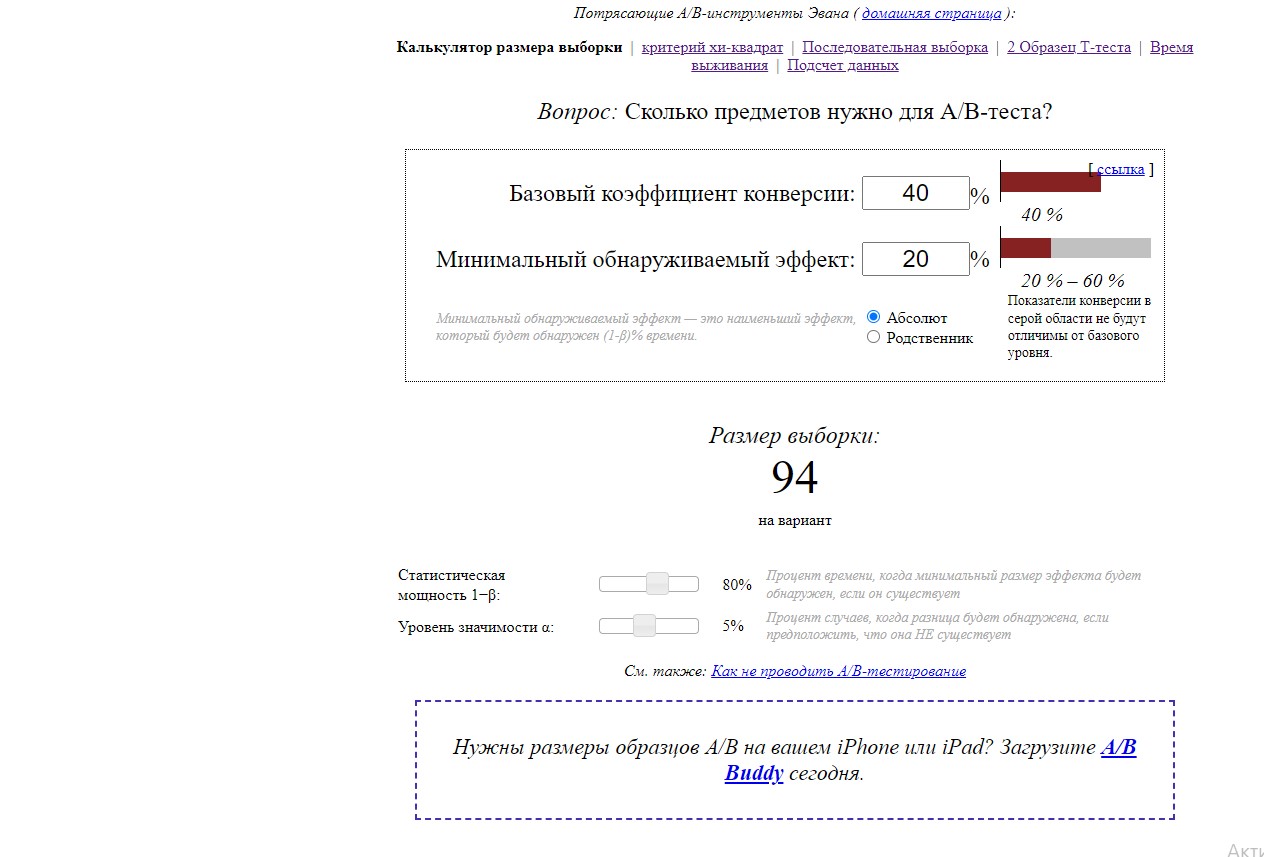 Потрясающие A/B-инструменты Эвана ( домашняя страница ):
Калькулятор размера выборки | критерий хи-квадрат | Последовательная выборка | 2 Образец Т-теста | Время
выживания | Подсчет данных
Вопрос: Сколько предметов нужно для A/B-теста?
[ ссылка ]
Базовый коэффициент конверсии: 40 %
40 %
Минимальный обнаруживаемый эффект: 20 %
20 % – 60 %
Минимальный обнаруживаемый эффект — это наименьший эффект,
который будет обнаружен (1-β)% времени.
Абсолют
Родственник
Показатели конверсии в
серой области не будут
отличимы от базового
уровня.
Размер выборки:
94
на вариант
Статистическая
мощность 1−β:
80%
Процент времени, когда минимальный размер эффекта будет
обнаружен, если он существует
Уровень значимости α:
5%
Процент случаев, когда разница будет обнаружена, если
предположить, что она НЕ существует
См. также: Как не проводить A/B-тестирование
Нужны размеры образцов A/B на вашем iPhone или iPad? Загрузите A/B
Buddy сегодня.